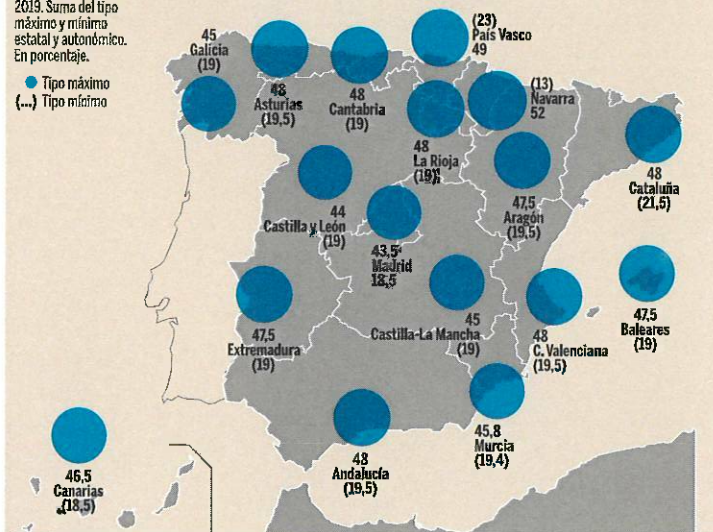 2019. Suma del tipo
máximo y mínimo
estatal y autonómico.
En porcentaje.
Tipo máximo
(...) Tipo mínimo
45
Galicia
(19)
48
Asturias
(19,5)
48
Cantabria
(19)
(23)
País Vasco
49
(13)
Navarra
52
48
La Rioja
(19)
47,5
Aragón
(19,5)
48
Cataluña
(21,5)
44
Castilla y León
(19)
43,5
Madrid
18,5
47,5
Extremadura
(19)
45
Castilla-La Mancha
(19)
48
C. Valenciana
(19,5)
47,5
Baleares
(19)
46,5
Canarias
(18,5)
48
Andalucía
(19,5)
45,8
Murcia
(19,4)